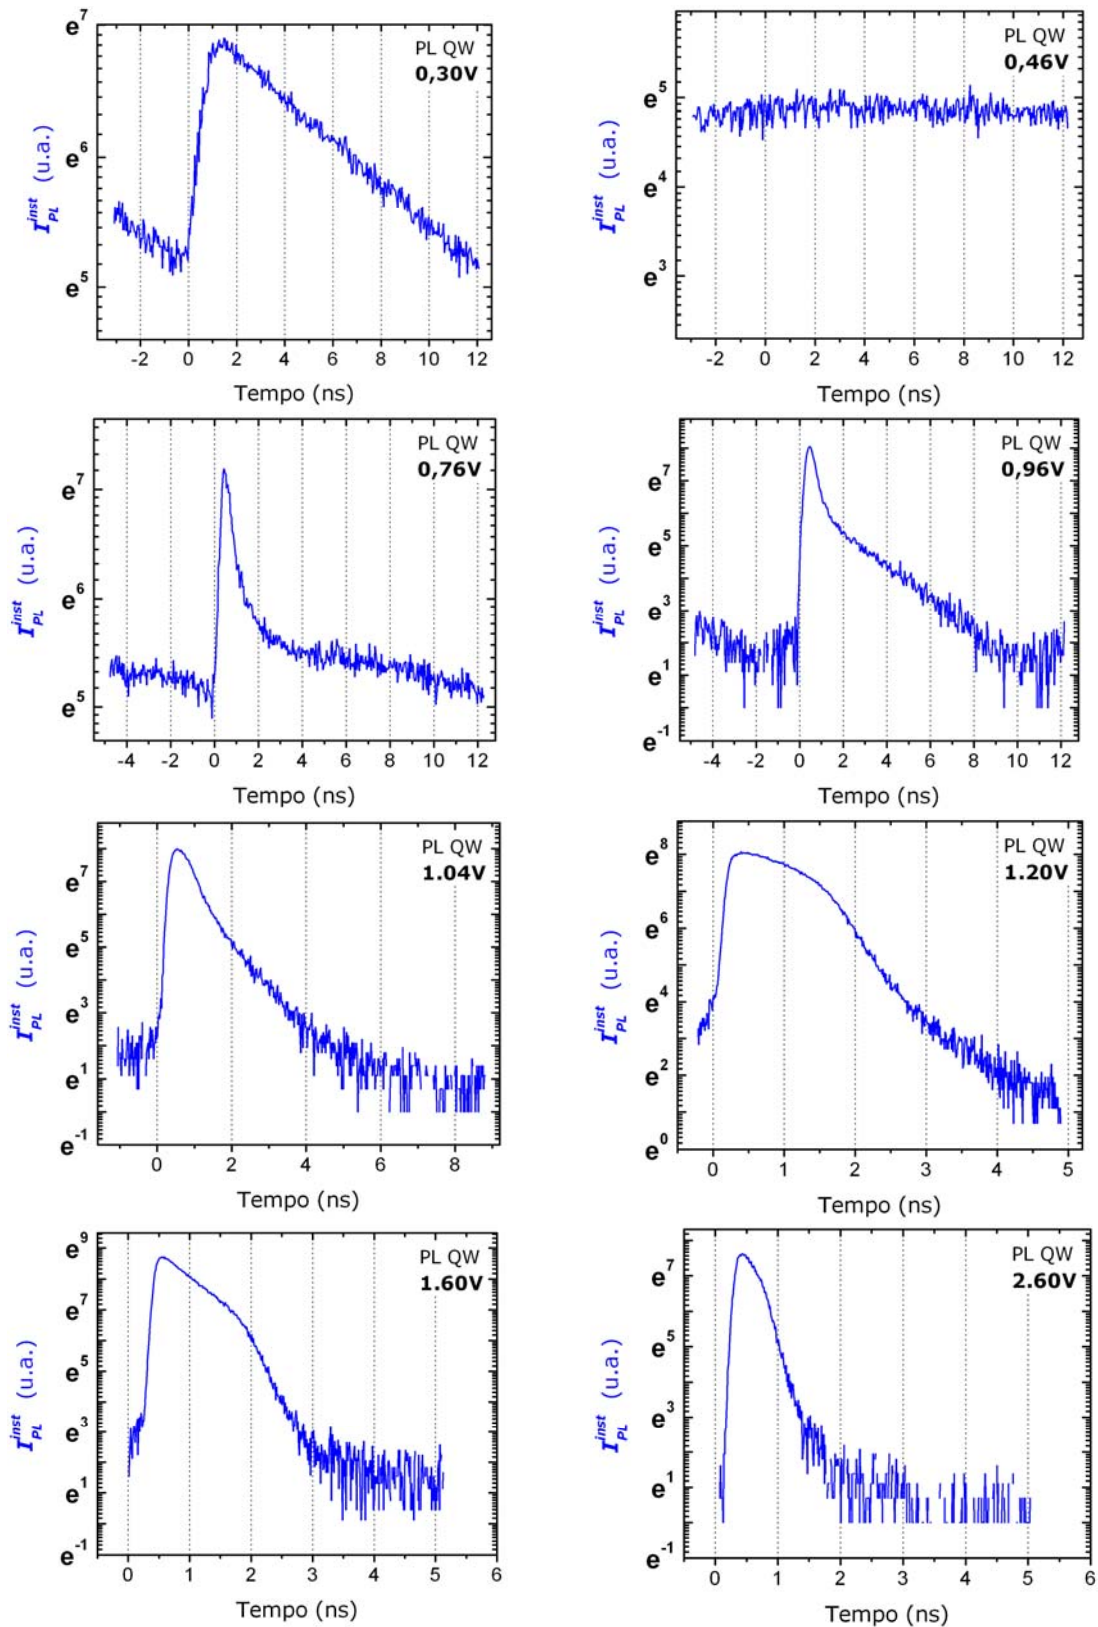 PL QW
0,30V
e⁷
e⁶
e⁵
I_PL^inst (u.a.)
-2 0 2 4 6 8 10 12
Tempo (ns)
PL QW
0,46V
e⁵
e⁴
e³
I_PL^inst (u.a.)
-2 0 2 4 6 8 10 12
Tempo (ns)
PL QW
0,76V
e⁷
e⁶
e⁵
I_PL^inst (u.a.)
-4 -2 0 2 4 6 8 10 12
Tempo (ns)
PL QW
0,96V
e⁷
e⁵
e³
e¹
e⁻¹
I_PL^inst (u.a.)
-4 -2 0 2 4 6 8 10 12
Tempo (ns)
PL QW
1.04V
e⁷
e⁵
e³
e¹
e⁻¹
I_PL^inst (u.a.)
0 2 4 6 8
Tempo (ns)
PL QW
1.20V
e⁸
e⁶
e⁴
e²
e⁰
I_PL^inst (u.a.)
0 1 2 3 4 5
Tempo (ns)
PL QW
1.60V
e⁹
e⁷
e⁵
e³
e¹
e⁻¹
I_PL^inst (u.a.)
0 1 2 3 4 5 6
Tempo (ns)
PL QW
2.60V
e⁷
e⁵
e³
e¹
e⁻¹
I_PL^inst (u.a.)
0 1 2 3 4 5 6
Tempo (ns)